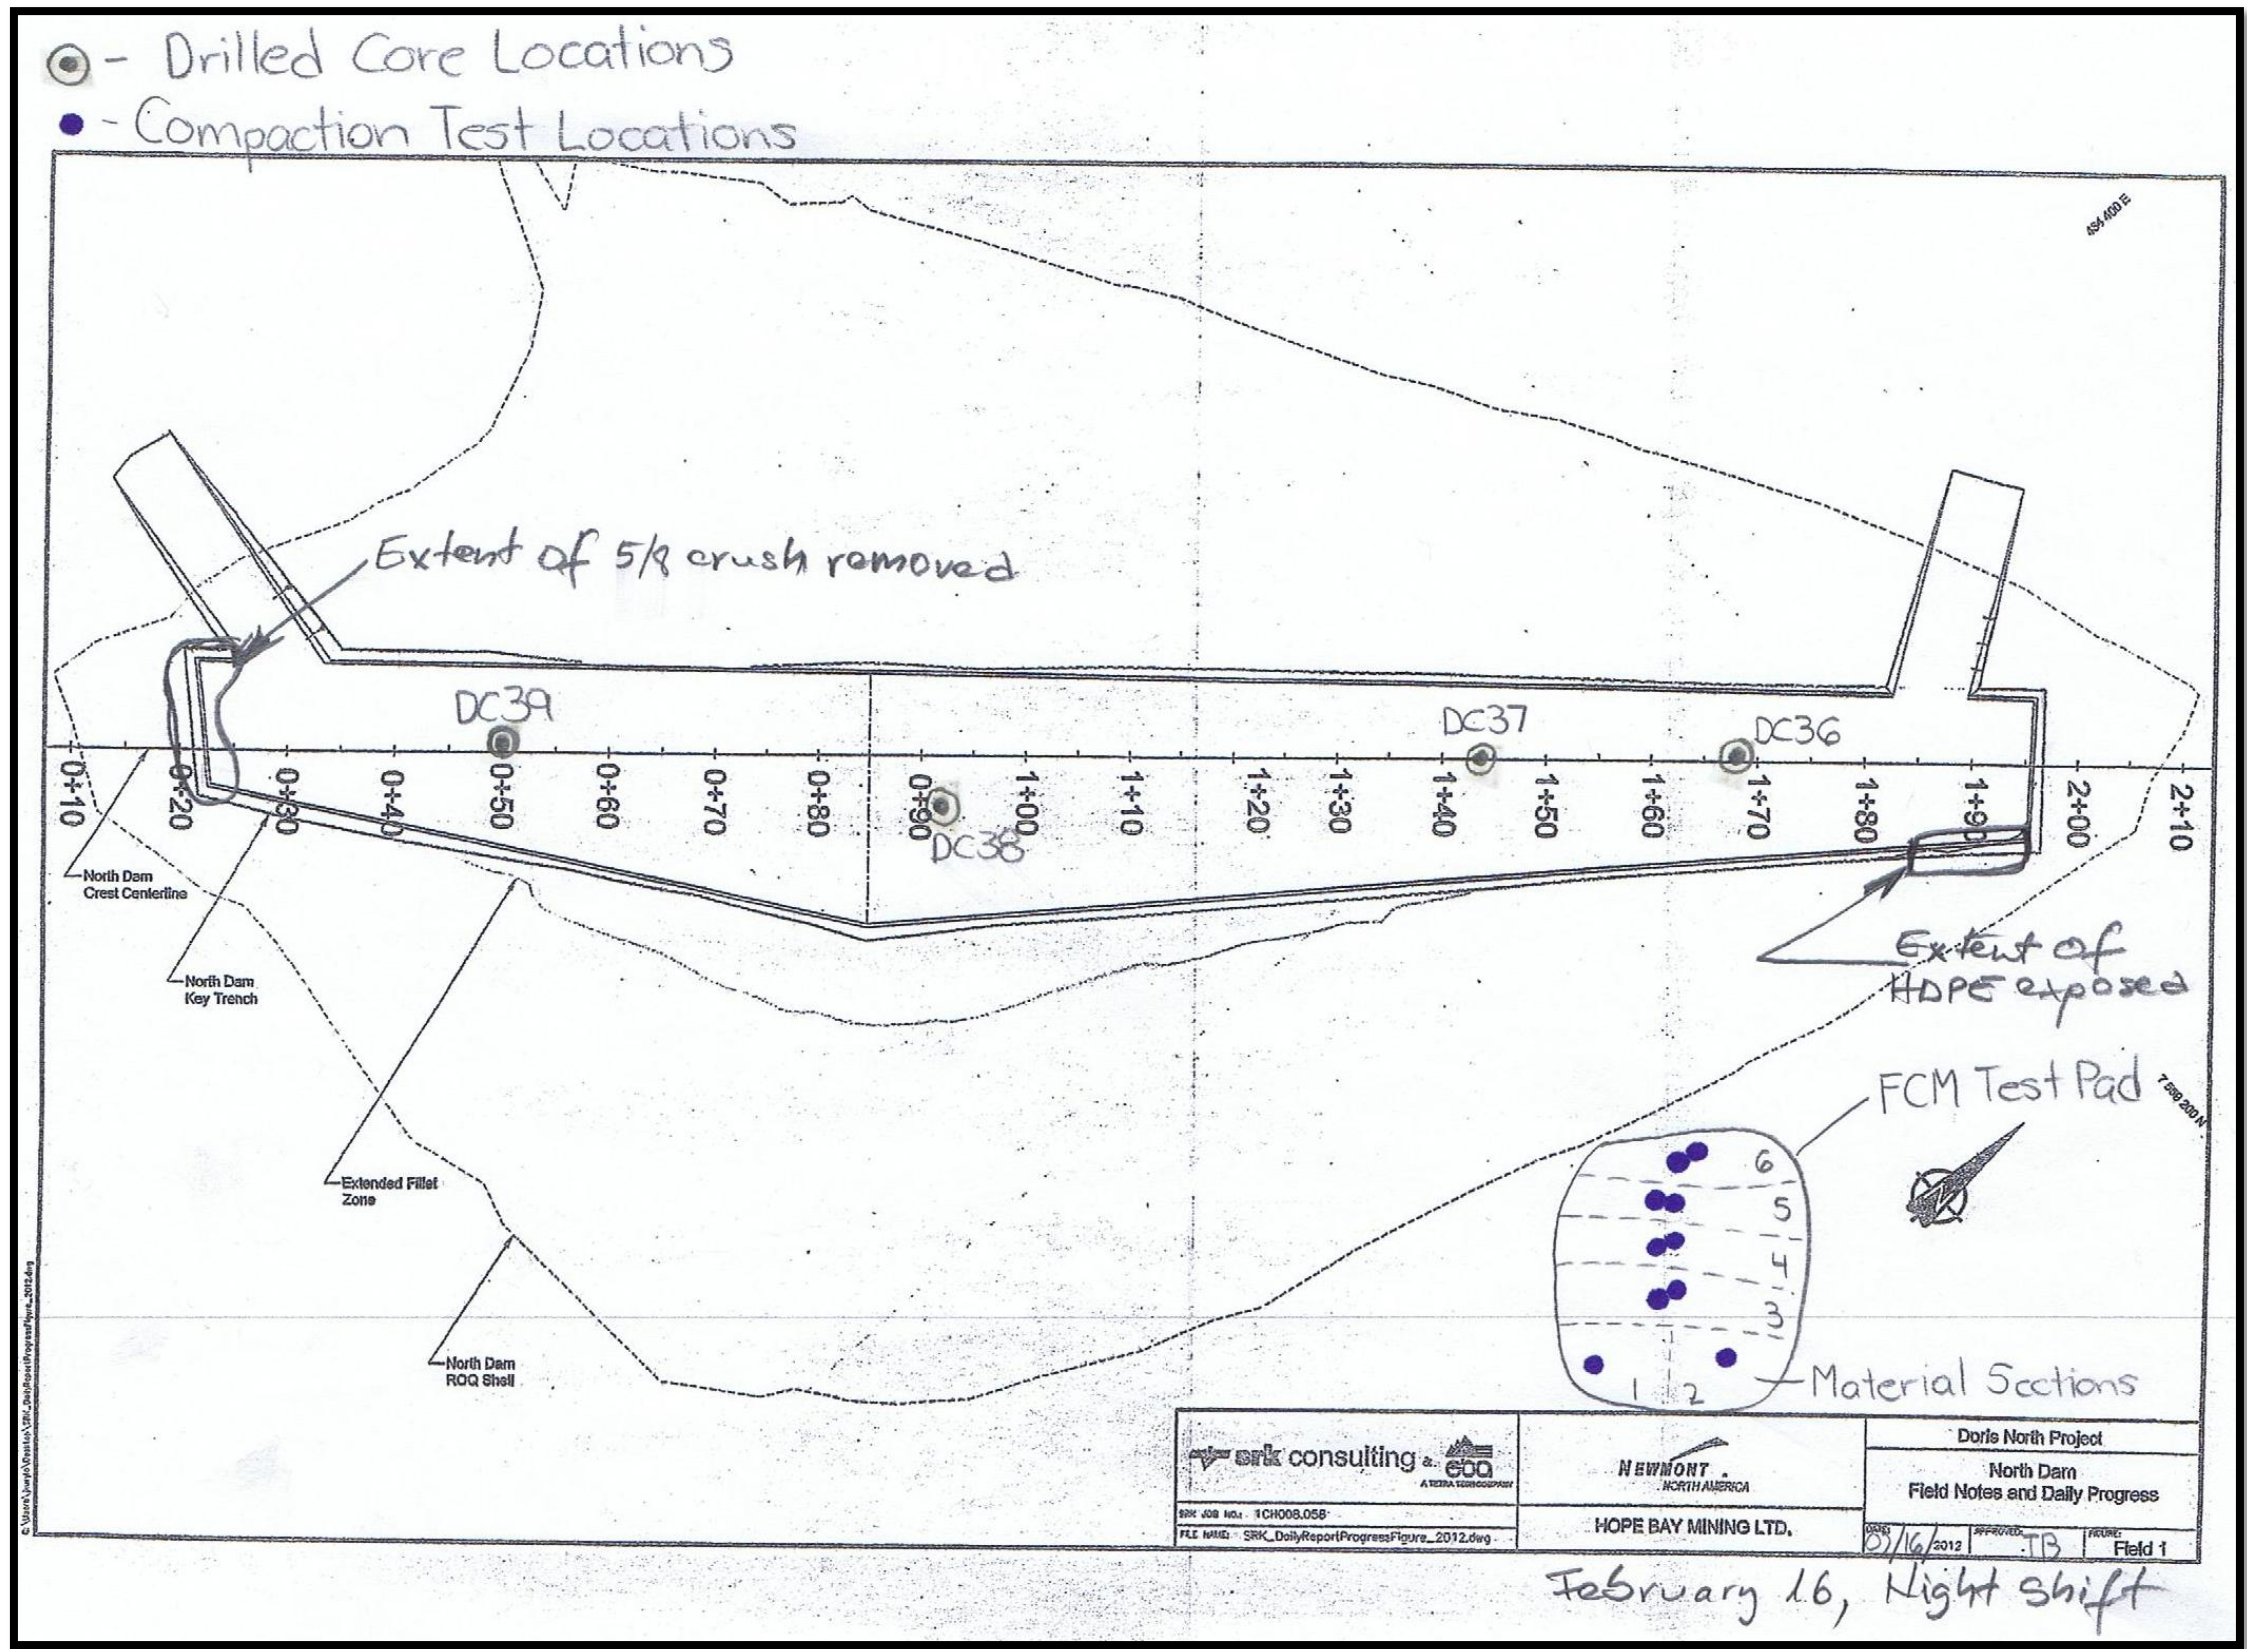 - Drilled Core Locations
- Compaction Test Locations
Extent of 5/8 crush removed
DC39
DC37
DC36
DC38
0+10
0+20
0+30
0+40
0+50
0+60
0+70
0+80
0+90
1+00
1+10
1+20
1+30
1+40
1+50
1+60
1+70
1+80
1+90
2+00
2+10
North Dam
Crest Centerline
North Dam
Key Trench
Extent of
HDPE exposed
FCM Test Pad
6
5
4
3
1
2
Material Sections
Extended Fillet
Zone
North Dam
ROQ Shell
srk consulting &
eba
A TETRA TECH COMPANY
SRK JOB NO.: 1CH008.058
FILE NAME: SRK_DailyReportProgressFigure_2012.dwg
NEWMONT
NORTH AMERICA
HOPE BAY MINING LTD.
Doris North Project
North Dam
Field Notes and Daily Progress
DATE:
/16/2012
APPROVED:
FIGURE:
Field 1
February 16, Night Shift